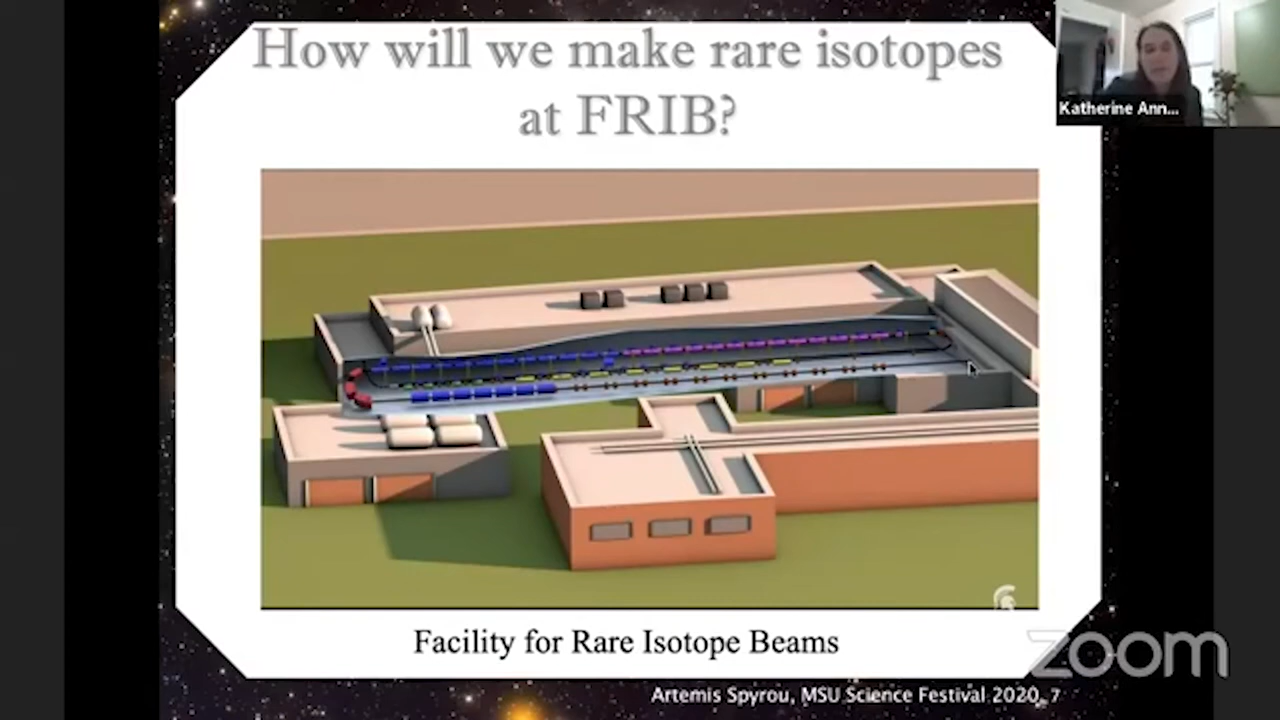 How will we make rare isotopes
at FRIB?
Katherine Ann...
Facility for Rare Isotope Beams
zoom
Artemis Spyrou, MSU Science Festival 2020, 7